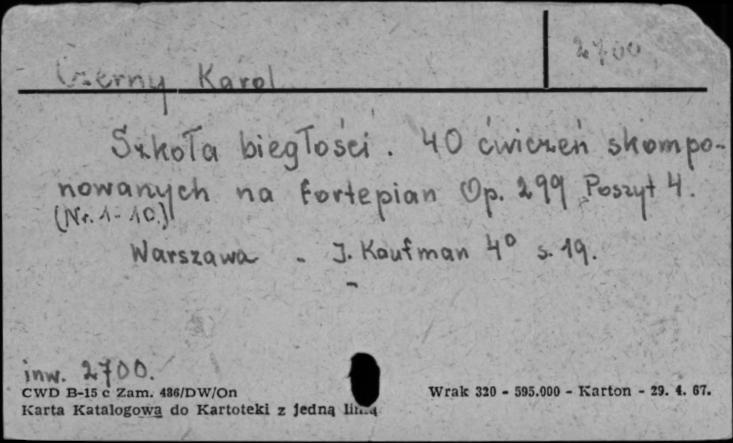 2700
Czerny Karol
Szkoła biegłości. 40 ćwiczeń skompo-
nowanych na fortepian Op. 299 Poszyt 4.
(Nr. 1-10.)
Warszawa - J. Kaufman 4° s. 19.
inw. 2700.
CWD B-15 c Zam. 486/DW/On
Wrak 320 - 595.000 - Karton - 29. 4. 67.
Karta Katalogowa do Kartoteki z jedną linią